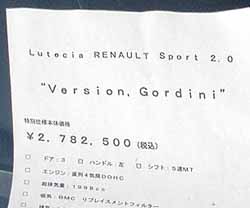 Lutecia RENAULT Sport 2.0
"Version, Gordini"
特別仕様本体価格
¥2, 782, 500(税込)
□ ドア:3 □ ハンドル:左 □ シフト:5速MT
□ エンジン:直列4気筒DOHC
□ 総排気量:1998cc
□ BMC リプレイスメントフィルター